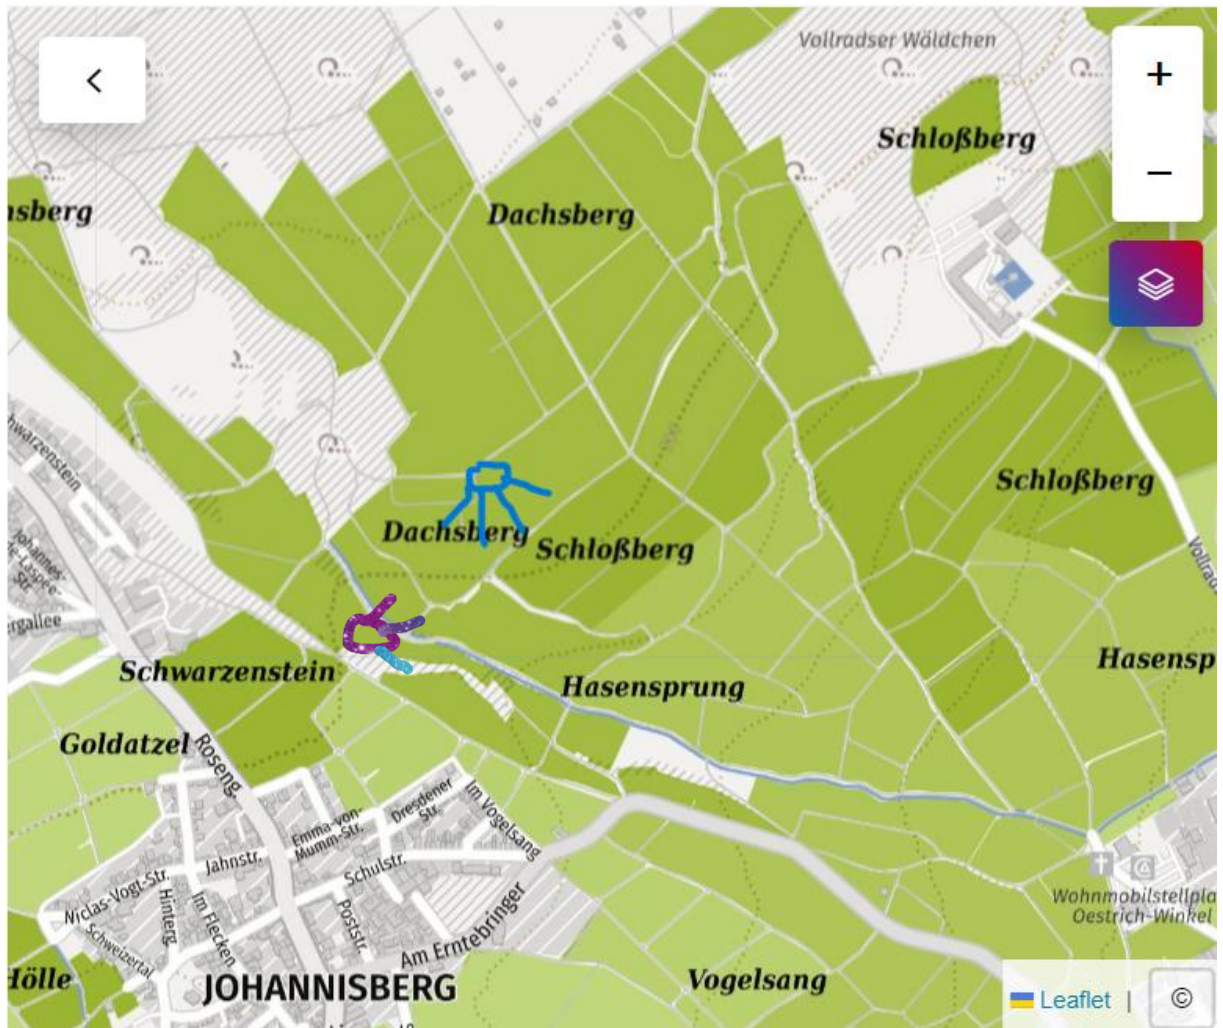 Vollradser Wäldchen
+
Schloßberg
−
nsberg
Dachsberg
Schloßberg
Dachsberg
Schloßberg
Hasensp
Schwarzenstein
Hasensprung
Goldatzel
Roseng.
Emma-von-
Mumm-Str.
Dresdener
Str.
Im Vogelsang
Jahnstr.
Schulstr.
Niclas-Vogt-Str.
Hinterg.
Im Flecken
Poststr.
Schweizertal
Am Erntebringer
Wohnmobilstellpla
Oestrich-Winkel
Hölle
JOHANNISBERG
Vogelsang
Leaflet | ©